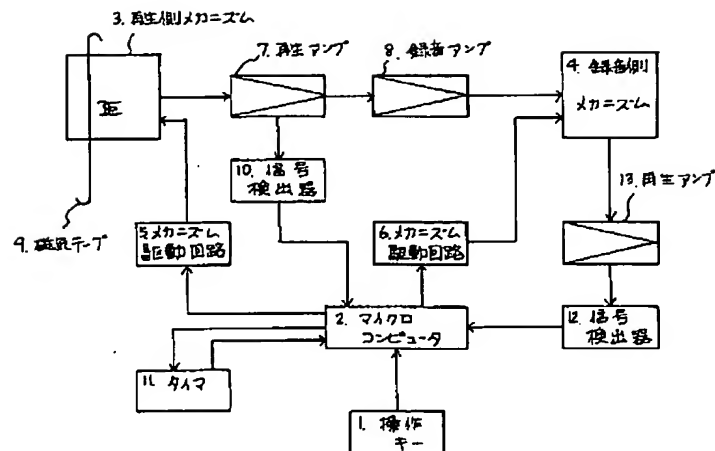 3. 再生側メカニズム
7. 再生アンプ
8. 録音アンプ
4. 録音側
メカニズム
10. 信号
検出器
13. 再生アンプ
9. 磁気テープ
5. メカニズム
駆動回路
6. メカニズム
駆動回路
2. マイクロ
コンピュータ
12. 信号
検出器
11. タイマ
1. 操作
キー